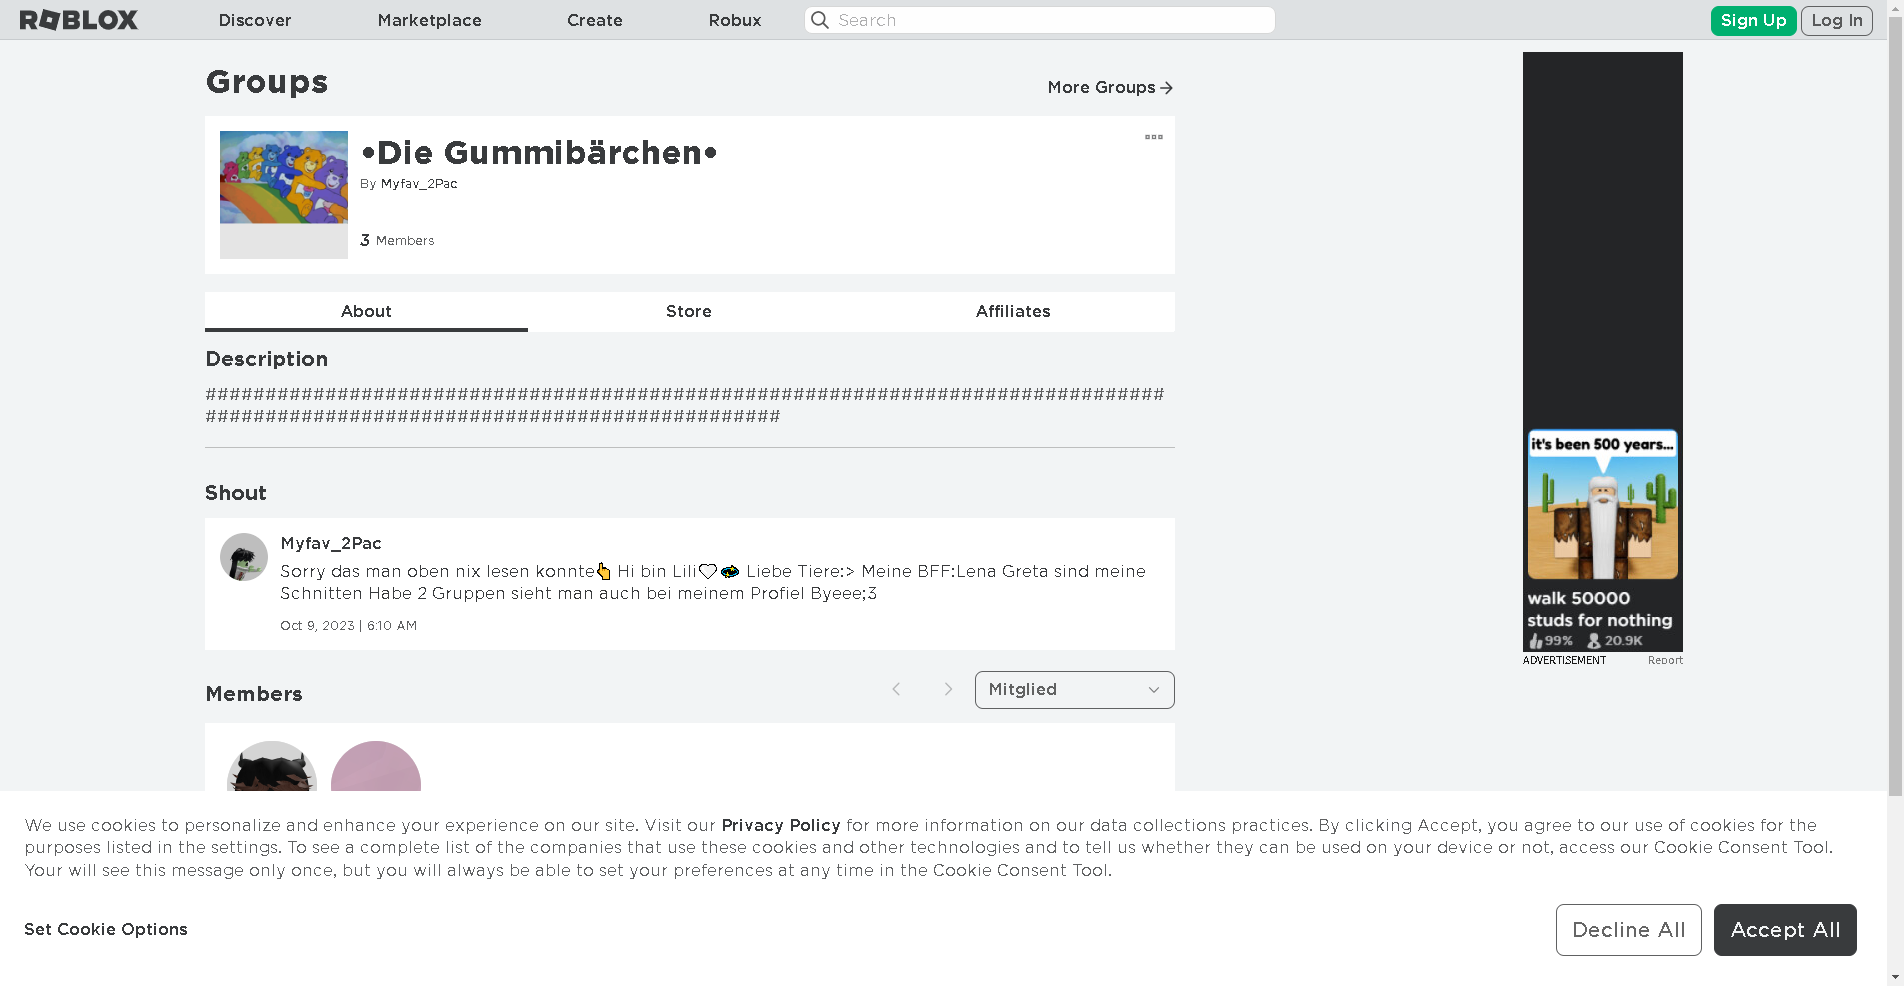 ROBLOX Discover Marketplace Create Robux Search Sign Up Log In
Groups
More Groups
•Die Gummibärchen•
By Myfav_2Pac
3 Members
About Store Affiliates
Description
################################################################################
################################################
Shout
Myfav_2Pac
Sorry das man oben nix lesen konnte👆 Hi bin Lili🤍🐠 Liebe Tiere:> Meine BFF:Lena Greta sind meine
Schnitten Habe 2 Gruppen sieht man auch bei meinem Profiel Byeee;3
Oct 9, 2023 | 6:10 AM
Members
Mitglied
it's been 500 years...
walk 50000
studs for nothing
99% 20.9K
ADVERTISEMENT Report
We use cookies to personalize and enhance your experience on our site. Visit our Privacy Policy for more information on our data collections practices. By clicking Accept, you agree to our use of cookies for the
purposes listed in the settings. To see a complete list of the companies that use these cookies and other technologies and to tell us whether they can be used on your device or not, access our Cookie Consent Tool.
Your will see this message only once, but you will always be able to set your preferences at any time in the Cookie Consent Tool.
Set Cookie Options
Decline All
Accept All